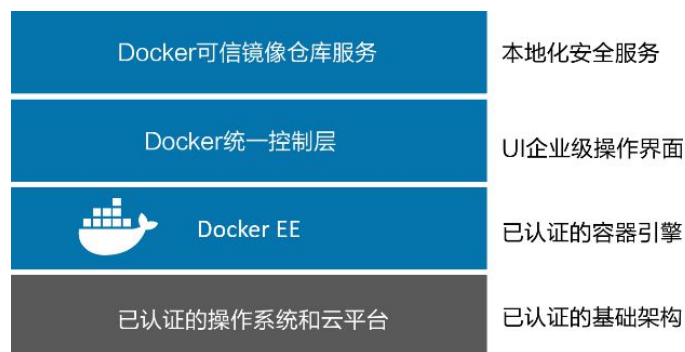 Docker可信镜像仓库服务
本地化安全服务
Docker统一控制层
UI企业级操作界面
Docker EE
已认证的容器引擎
已认证的操作系统和云平台
已认证的基础架构